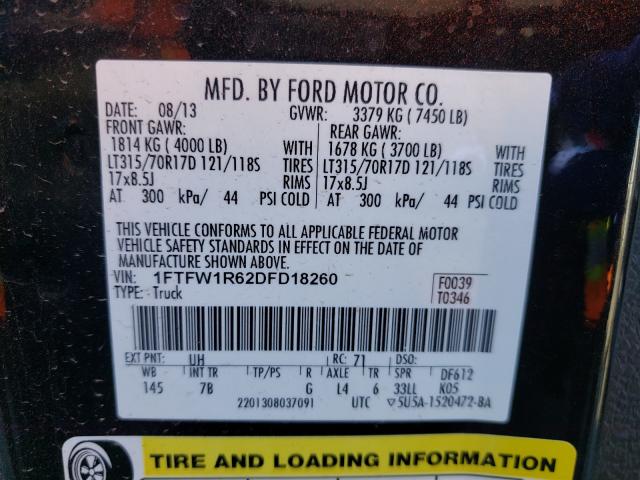 MFD. BY FORD MOTOR CO.
DATE: 08/13 GVWR: 3379 KG ( 7450 LB)
FRONT GAWR: REAR GAWR:
1814 KG ( 4000 LB) WITH 1678 KG ( 3700 LB) WITH
LT315/70R17D 121/118S TIRES LT315/70R17D 121/118S TIRES
17x8.5J RIMS 17x8.5J RIMS
AT 300 kPa/ 44 PSI COLD AT 300 kPa/ 44 PSI COLD
THIS VEHICLE CONFORMS TO ALL APPLICABLE FEDERAL MOTOR
VEHICLE SAFETY STANDARDS IN EFFECT ON THE DATE OF
MANUFACTURE SHOWN ABOVE.
VIN: 1FTFW1R62DFD18260 F0039
TYPE: Truck T0346
EXT PNT: UH RC: 71 DSO:
WB INT TR TP/PS R AXLE TR SPR DF612
145 7B G L4 6 33LL K05
2201308037091 UTC ▽5U5A-1520472-BA
TIRE AND LOADING INFORMATION